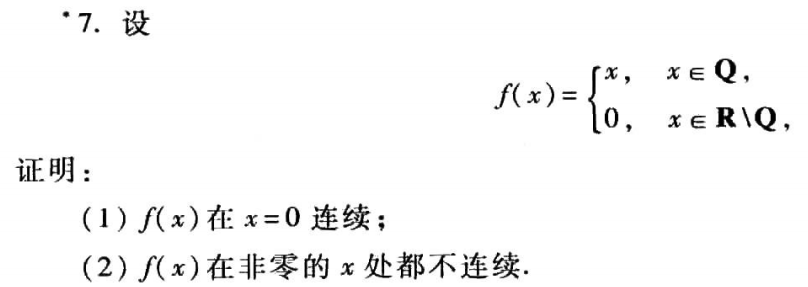 *7. 设
f(x)={x, x∈Q,
0, x∈R\Q,
证明:
(1) f(x)在 x=0 连续;
(2) f(x)在非零的 x 处都不连续.